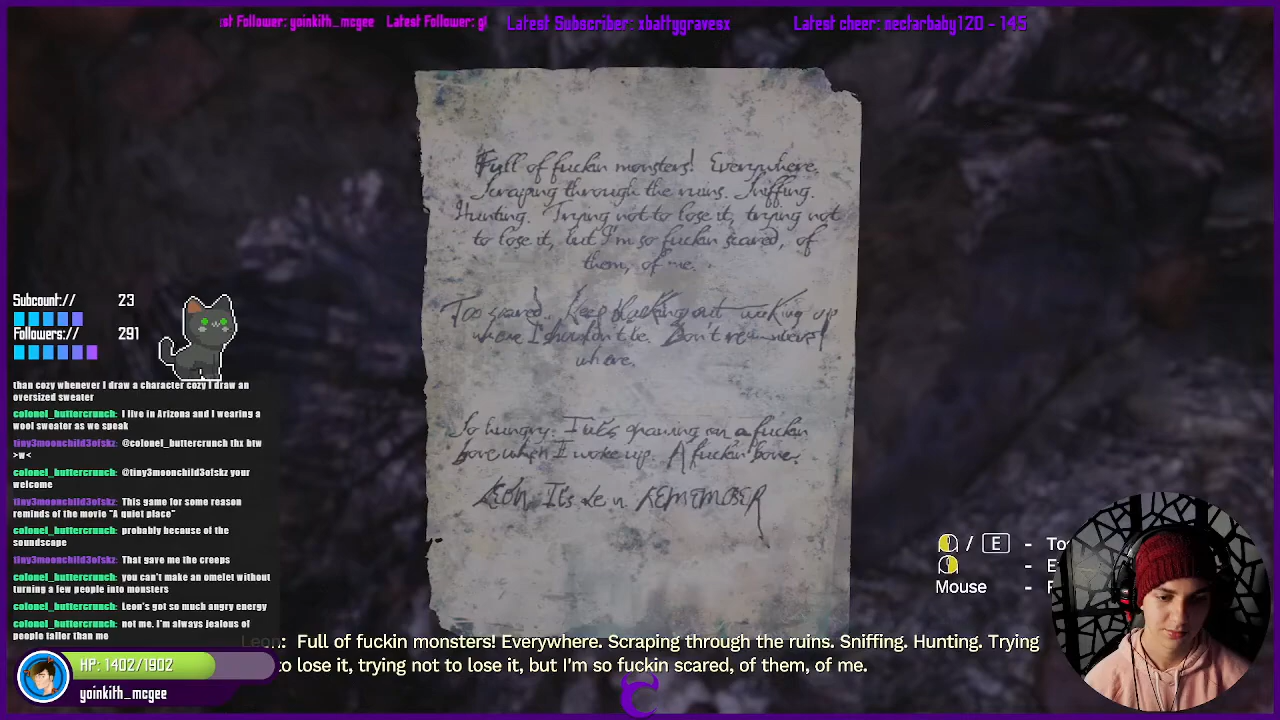 st Follower: yoinkith_mcgee Latest Follower: g
Latest Subscriber: xbattygravesx
Latest cheer: nectarbaby120 - 145
Full of fuckin monsters! Everywhere.
Scraping through the ruins. Sniffing.
Hunting. Trying not to lose it, trying not
to lose it, but I'm so fuckin scared, of
them, of me.
Too scared. Keep blacking out waking up
where I shouldn't be. Don't remember
where.
So hungry. I was gnawing on a fuckin
bone when I woke up. A fuckin bone.
Leon. It's Le n REMEMBER
Subcount// 23
Followers:// 291
than cozy whenever I draw a character cozy I draw an
oversized sweater
colonel_buttercrunch: I live in Arizona and I wearing a
wool sweater as we speak
tiny3moonchild3ofskz: @colonel_buttercrunch thx btw
>w<
colonel_buttercrunch: @tiny3moonchild3ofskz your
welcome
tiny3moonchild3ofskz: This game for some reason
reminds of the movie "A quiet place"
colonel_buttercrunch: probably because of the
soundscape
tiny3moonchild3ofskz: That gave me the creeps
colonel_buttercrunch: you can't make an omelet without
turning a few people into monsters
colonel_buttercrunch: Leon's got so much angry energy
colonel_buttercrunch: not me. I'm always jealous of
people taller than me
/ E - To
- E
Mouse -
Leon: Full of fuckin monsters! Everywhere. Scraping through the ruins. Sniffing. Hunting. Trying
to lose it, trying not to lose it, but I'm so fuckin scared, of them, of me.
HP: 1402/1902
yoinkith_mcgee